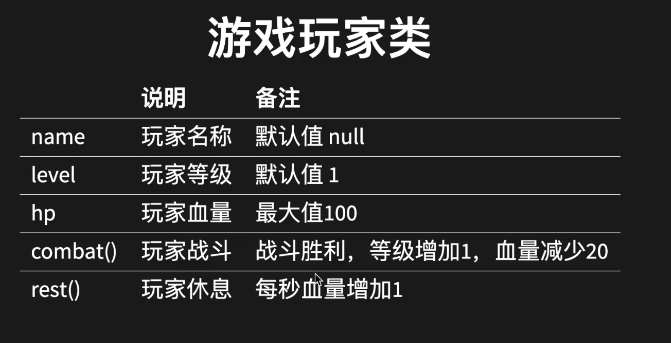 游戏玩家类
说明 备注
name 玩家名称 默认值 null
level 玩家等级 默认值 1
hp 玩家血量 最大值100
combat() 玩家战斗 战斗胜利，等级增加1，血量减少20
rest() 玩家休息 每秒血量增加1